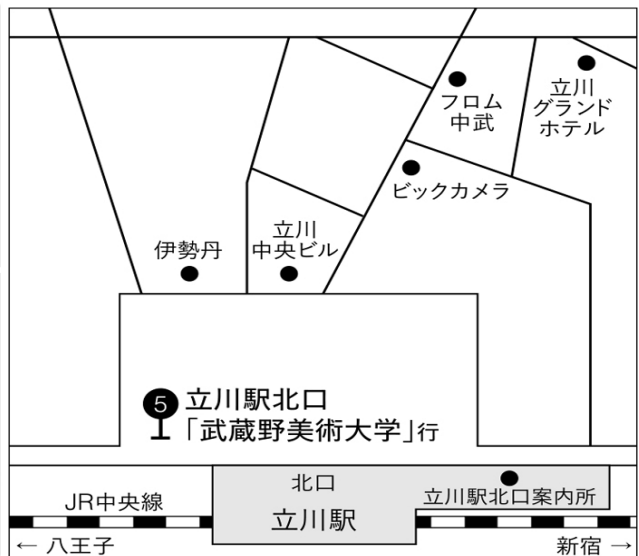 フロム
中武
立川
グランド
ホテル
ビックカメラ
伊勢丹
立川
中央ビル
5 立川駅北口
「武蔵野美術大学」行
北口
立川駅
立川駅北口案内所
JR中央線
← 八王子
新宿 →